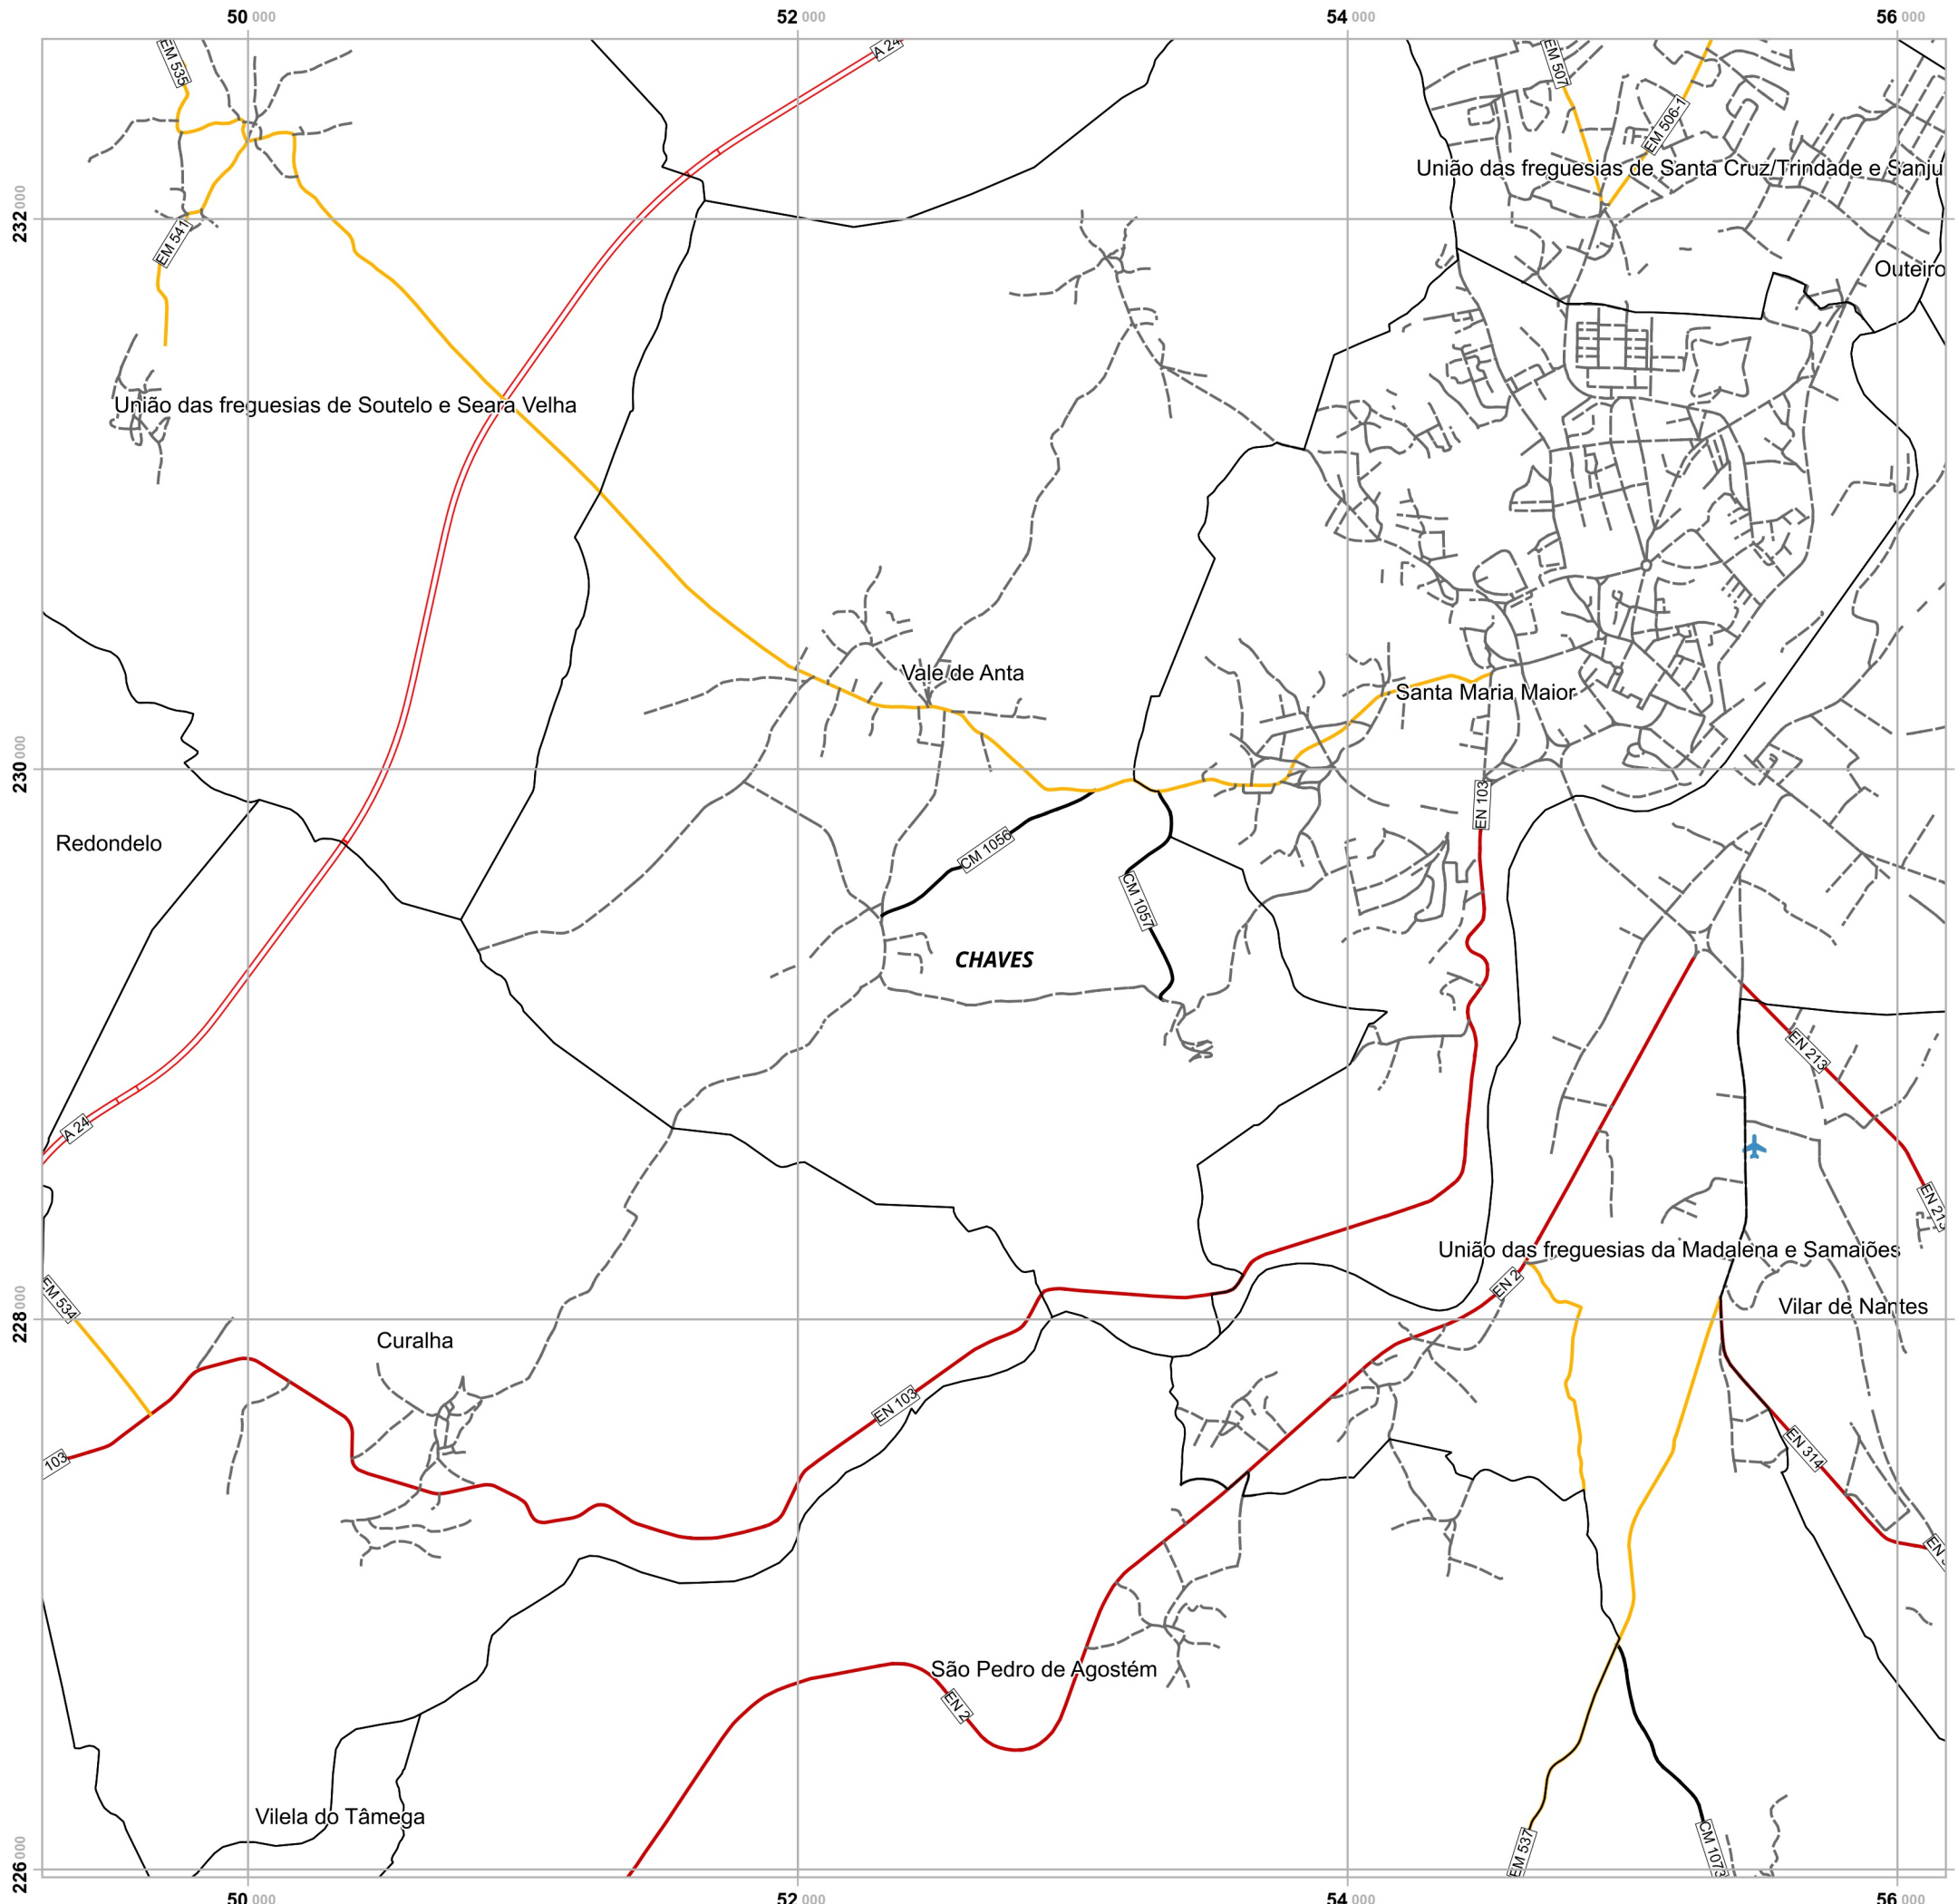 50 000
52 000
54 000
56 000
EM 535
A 24
EM 507
EM 506-1
União das freguesias de Santa Cruz/Trindade e Sanju
232 000
EM 541
Outeiro
União das freguesias de Soutelo e Seara Velha
Vale de Anta
Santa Maria Maior
230 000
EN 103
Redondelo
CM 1056
CM 1057
CHAVES
EN 213
A 24
EN 213
União das freguesias da Madalena e Samaiões
EN 2
EM 534
Vilar de Nantes
228 000
Curalha
EN 103
EN 314
103
EN
São Pedro de Agostém
EN 2
Vilela do Tâmega
EM 537
CM 1073
226 000
50 000
52 000
54 000
56 000